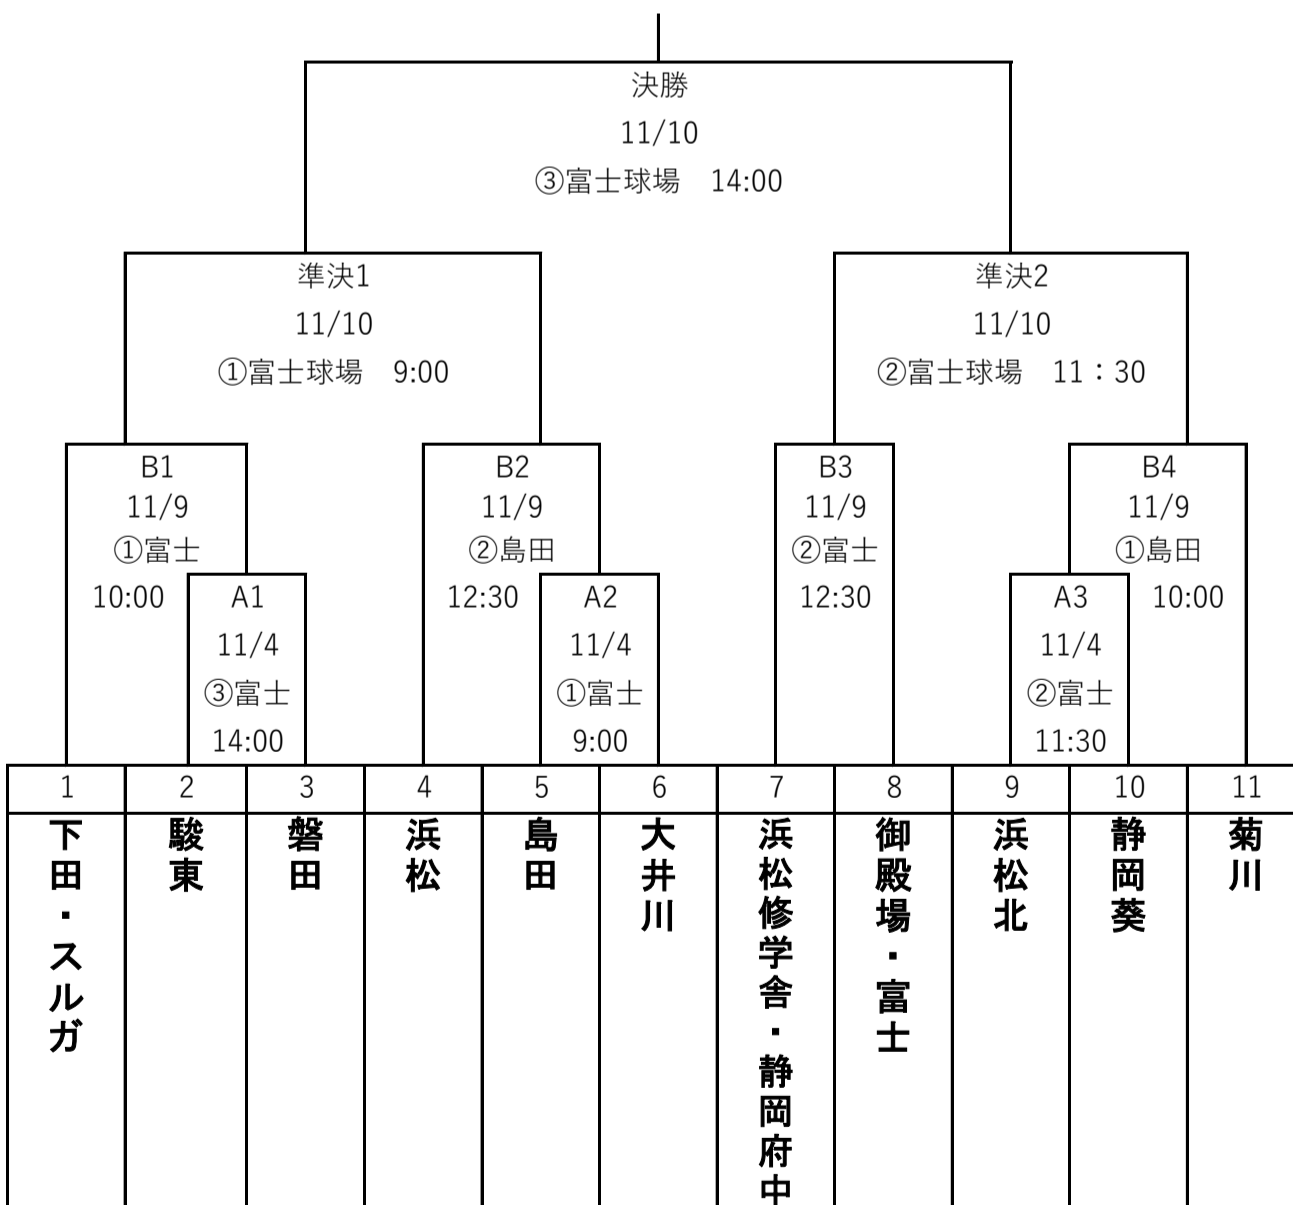 決勝
11/10
③富士球場　14:00
準決1
11/10
①富士球場　9:00
準決2
11/10
②富士球場　11：30
B1
11/9
①富士
10:00
B2
11/9
②島田
12:30
B3
11/9
②富士
12:30
B4
11/9
①島田
10:00
A1
11/4
③富士
14:00
A2
11/4
①富士
9:00
A3
11/4
②富士
11:30
1
2
3
4
5
6
7
8
9
10
11
下田・スルガ
駿東
磐田
浜松
島田
大井川
浜松修学舎・静岡府中
御殿場・富士
浜松北
静岡葵
菊川